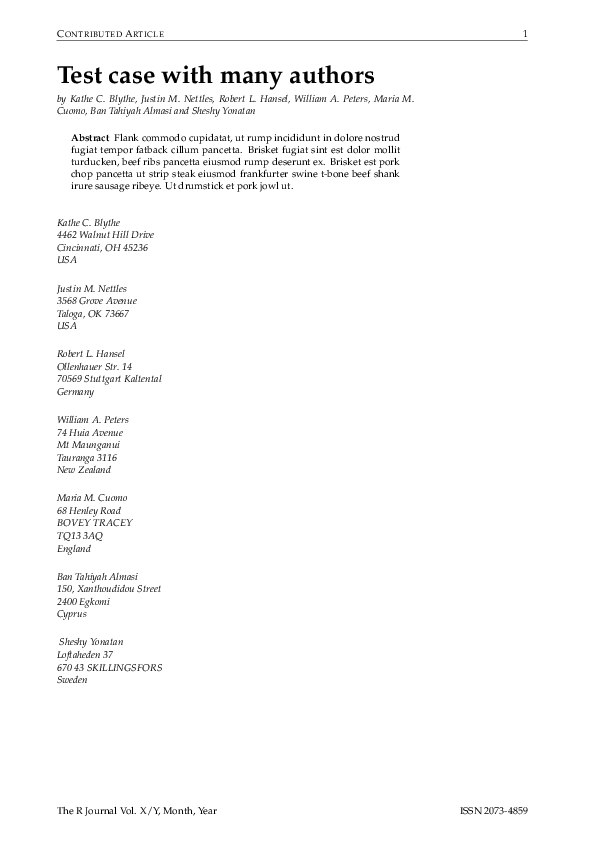 CONTRIBUTED ARTICLE 1
Test case with many authors
by Kathe C. Blythe, Justin M. Nettles, Robert L. Hansel, William A. Peters, Maria M.
Cuomo, Ban Tahiyah Almasi and Sheshy Yonatan
Abstract Flank commodo cupidatat, ut rump incididunt in dolore nostrud
fugiat tempor fatback cillum pancetta. Brisket fugiat sint est dolor mollit
turducken, beef ribs pancetta eiusmod rump deserunt ex. Brisket est pork
chop pancetta ut strip steak eiusmod frankfurter swine t-bone beef shank
irure sausage ribeye. Ut drumstick et pork jowl ut.
Kathe C. Blythe
4462 Walnut Hill Drive
Cincinnati, OH 45236
USA
Justin M. Nettles
3568 Grove Avenue
Taloga, OK 73667
USA
Robert L. Hansel
Ollenhauer Str. 14
70569 Stuttgart Kaltental
Germany
William A. Peters
74 Huia Avenue
Mt Maunganui
Tauranga 3116
New Zealand
Maria M. Cuomo
68 Henley Road
BOVEY TRACEY
TQ13 3AQ
England
Ban Tahiyah Almasi
150, Xanthoudidou Street
2400 Egkomi
Cyprus
Sheshy Yonatan
Loftaheden 37
670 43 SKILLINGSFORS
Sweden
The R Journal Vol. X/Y, Month, Year ISSN 2073-4859